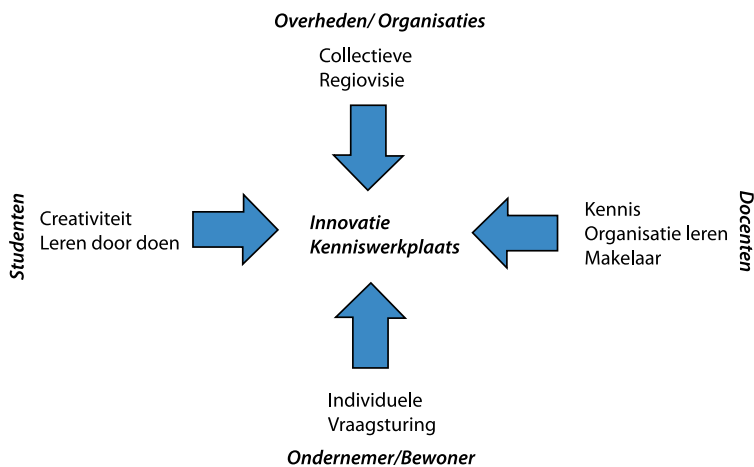 Overheden/ Organisaties
Collectieve
Regiovisie
Studenten
Creativiteit
Leren door doen
Innovatie
Kenniswerkplaats
Kennis
Organisatie leren
Makelaar
Docenten
Individuele
Vraagsturing
Ondernemer/Bewoner